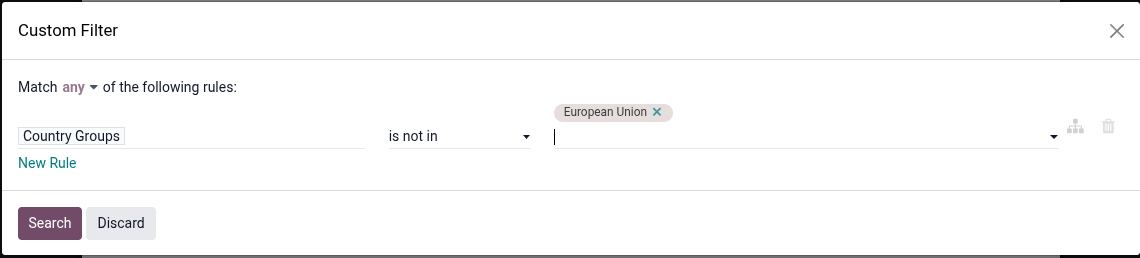 Custom Filter
Match any of the following rules:
European Union
Country Groups is not in
New Rule
Search Discard